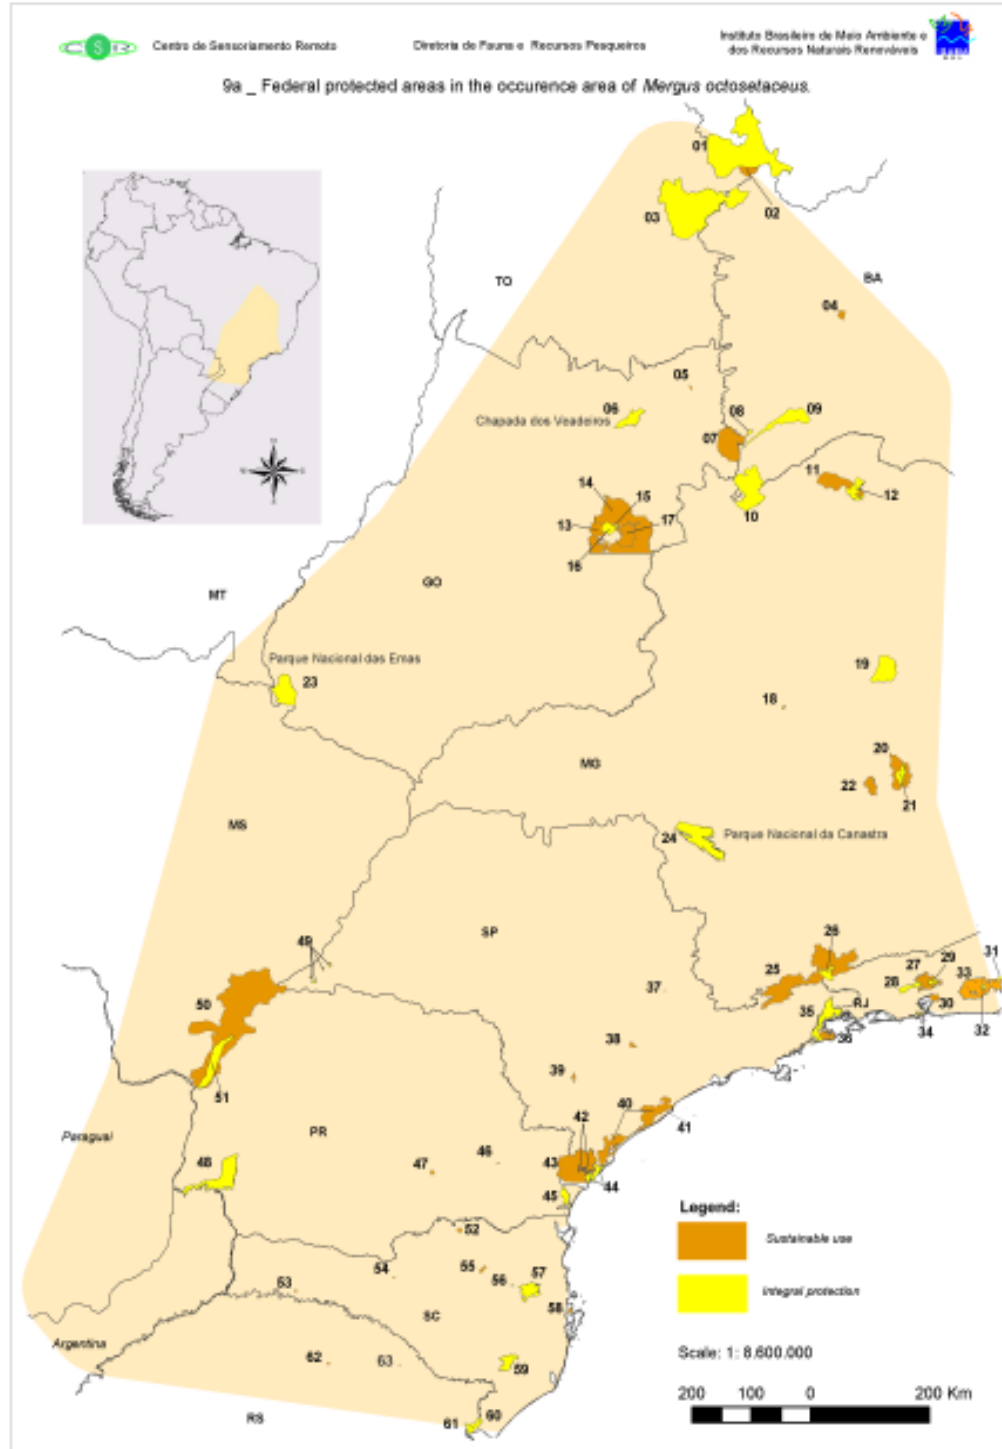 Centro de Sensoriamento Remoto
Diretoria de Fauna e Recursos Pesqueiros
Instituto Brasileiro de Meio Ambiente e
dos Recursos Naturais Renováveis
9a _ Federal protected areas in the occurence area of Mergus octosetaceus.
01
02
03
TO
BA
04
05
06
Chapada dos Veadeiros
08
09
07
11
12
10
14
15
13
17
16
GO
MT
Parque Nacional das Emas
23
19
18
20
MG
22
21
MS
24
Parque Nacional da Canastra
SP
49
26
31
25
27
29
33
28
50
37
35
RJ
30
34
32
36
38
39
51
40
41
42
Paraguai
PR
48
47
46
43
44
45
Legend:
Sustainable use
Integral protection
52
53
54
55
56
57
58
SC
Argentina
62
63
59
Scale: 1: 8.600.000
200 100 0 200 Km
RS
61
60